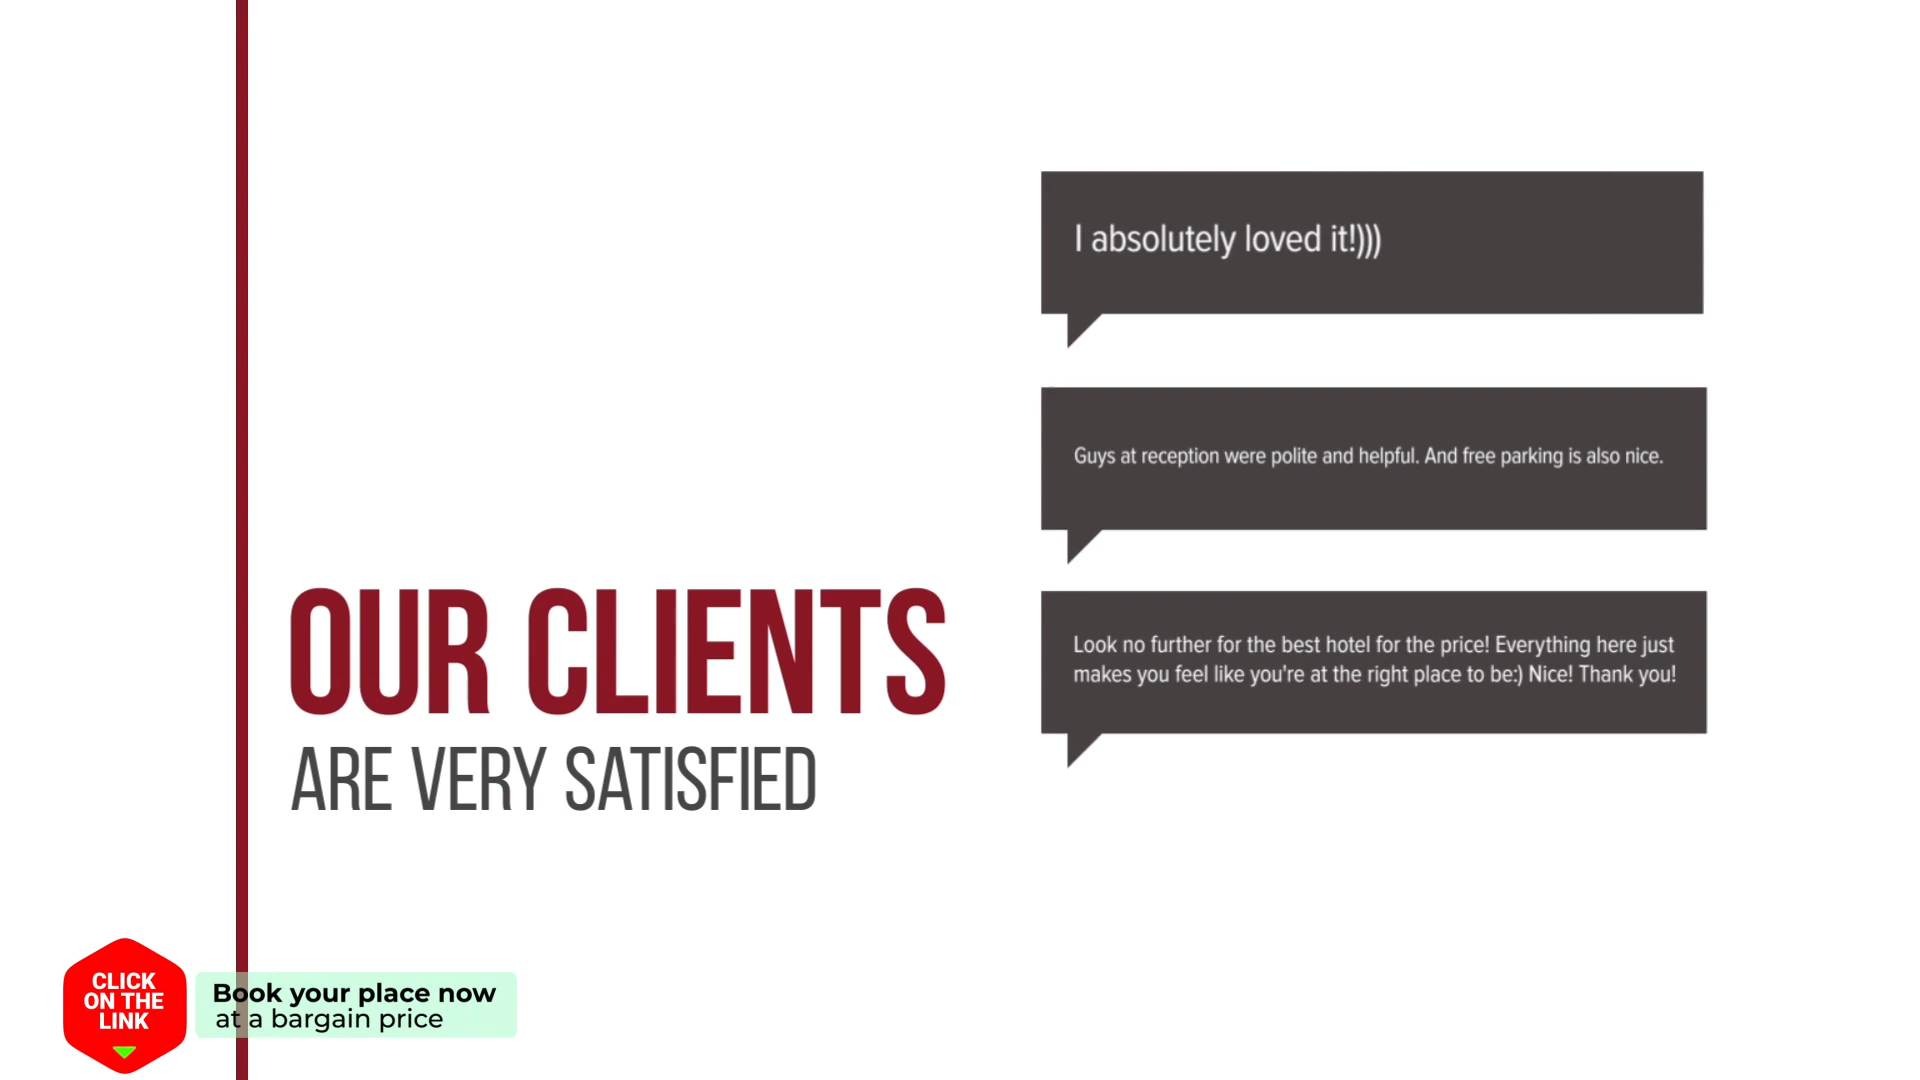 I absolutely loved it!)))
Guys at reception were polite and helpful. And free parking is also nice.
Look no further for the best hotel for the price! Everything here just
makes you feel like you're at the right place to be:) Nice! Thank you!
OUR CLIENTS
ARE VERY SATISFIED
CLICK
ON THE
LINK
Book your place now
at a bargain price